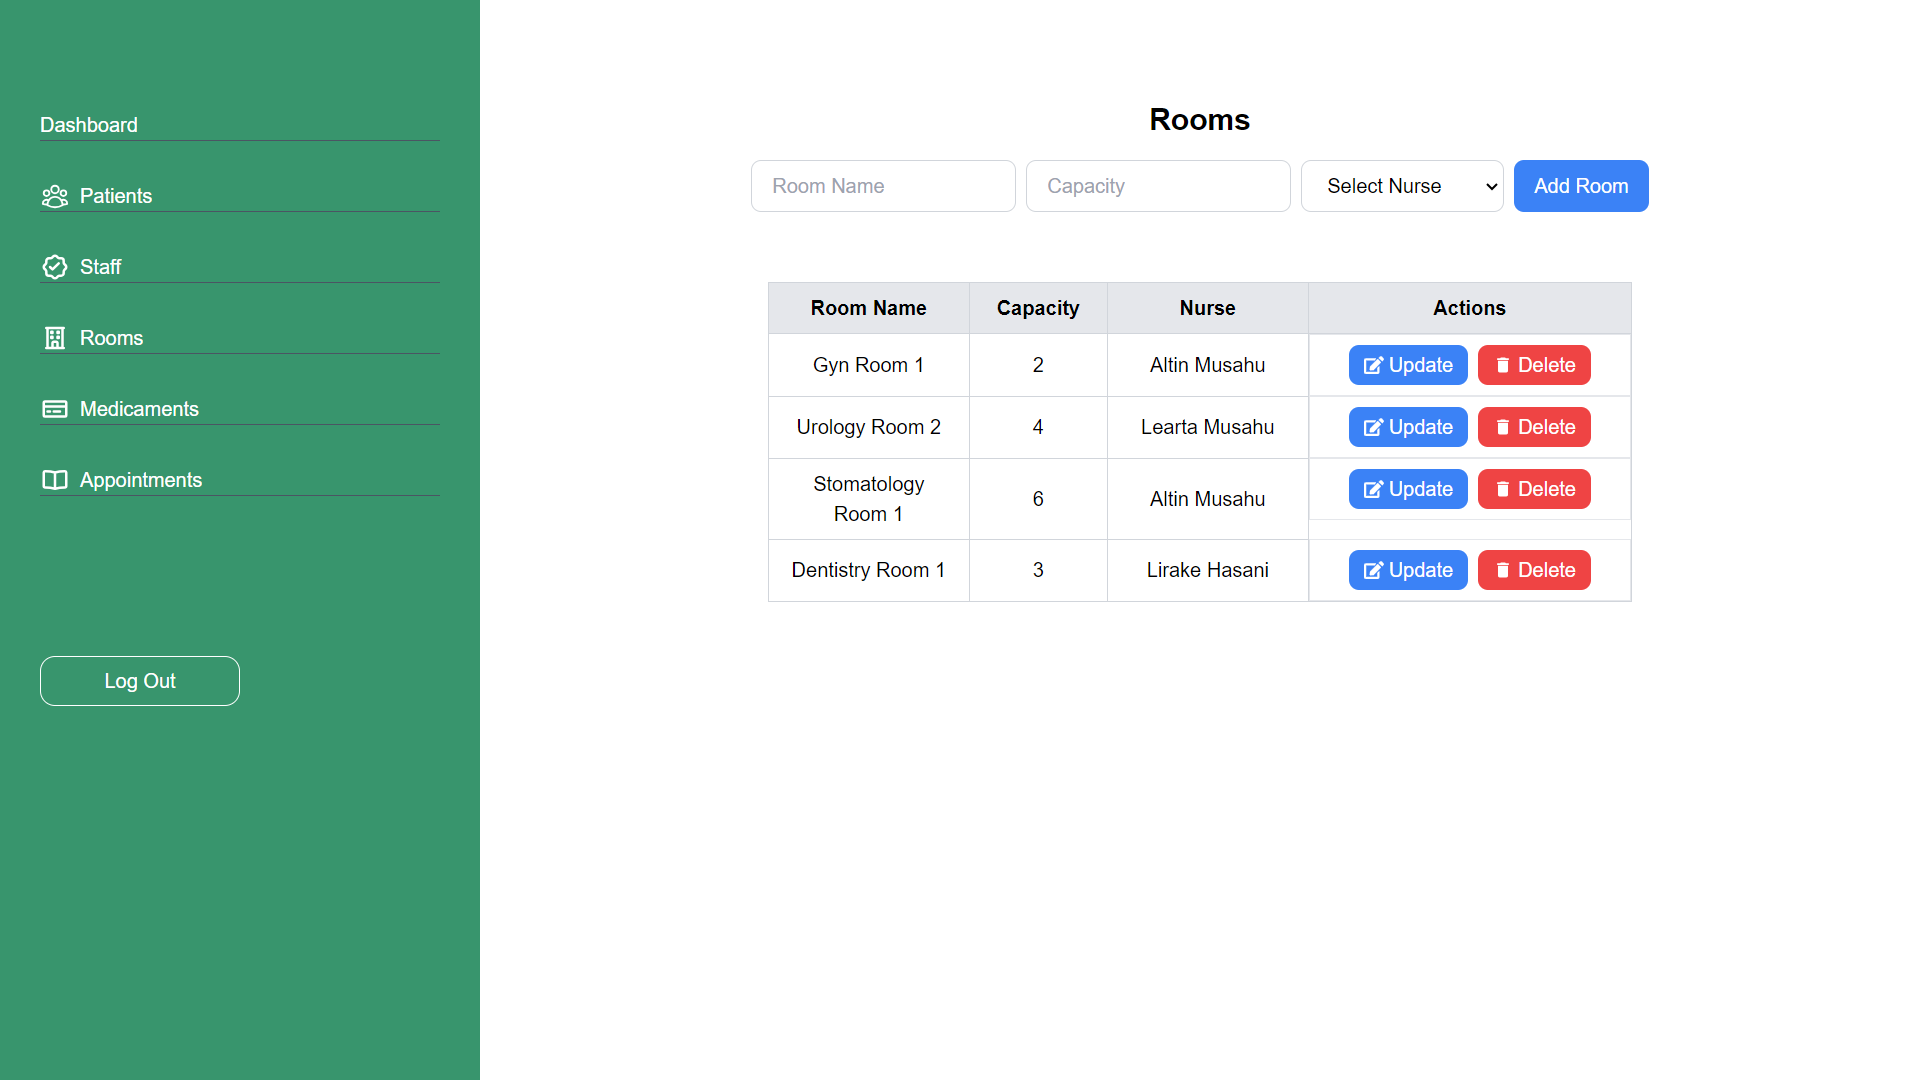 Dashboard
Patients
Staff
Rooms
Medicaments
Appointments
Log Out
Rooms
Room Name Capacity Select Nurse Add Room
Room Name Capacity Nurse Actions
Gyn Room 1 2 Altin Musahu Update Delete
Urology Room 2 4 Learta Musahu Update Delete
Stomatology
Room 1 6 Altin Musahu Update Delete
Dentistry Room 1 3 Lirake Hasani Update Delete